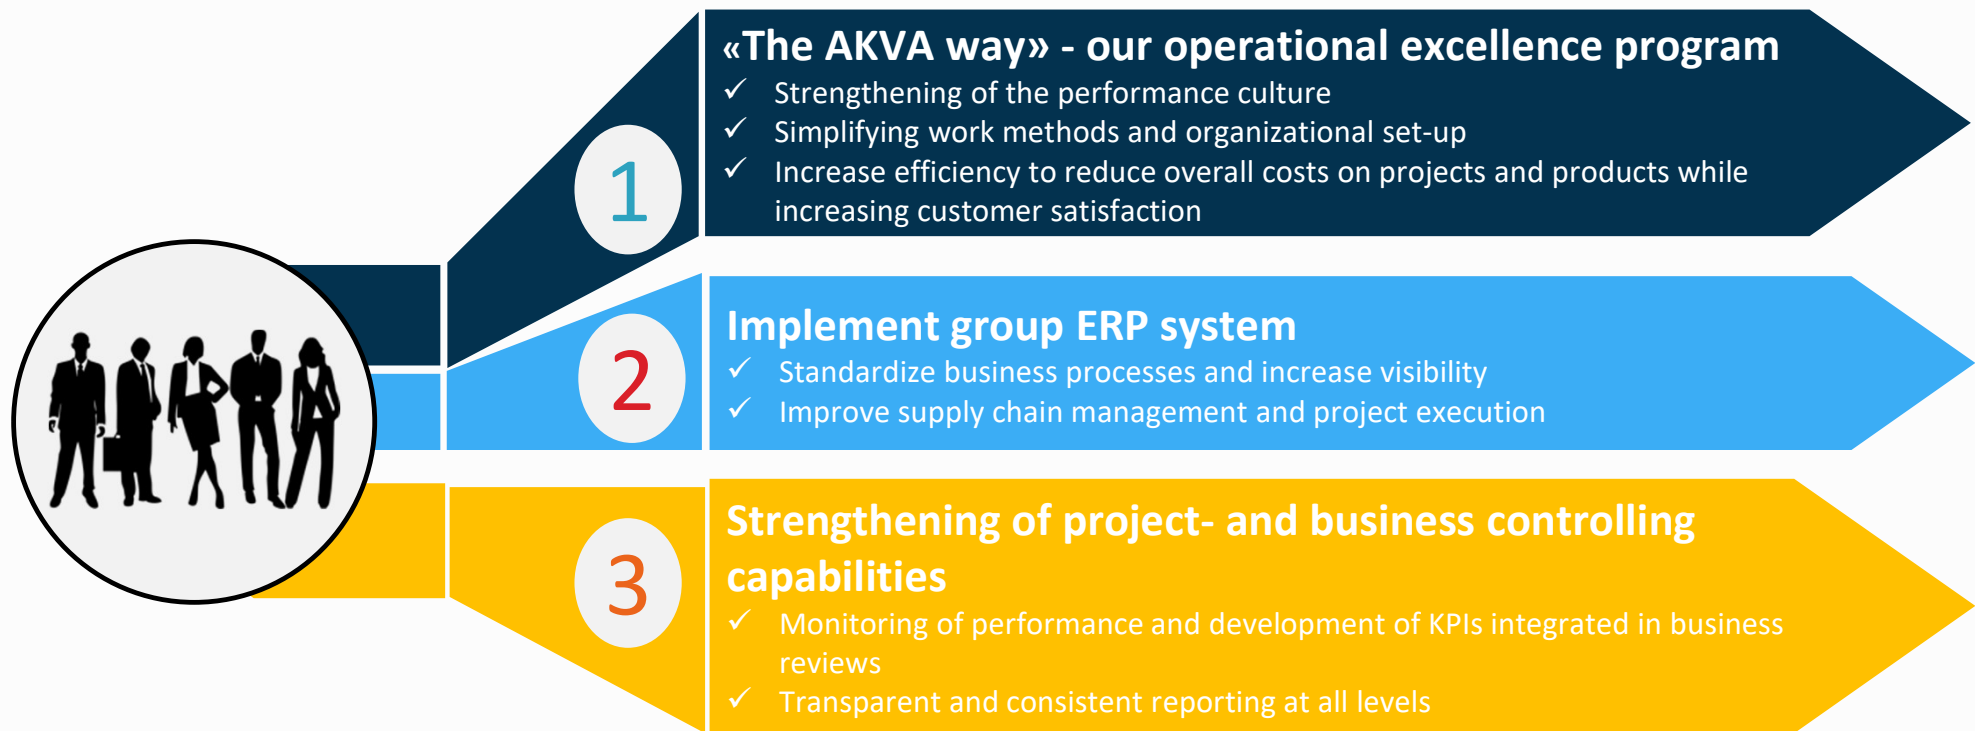 1
«The AKVA way» - our operational excellence program
✓ Strengthening of the performance culture
✓ Simplifying work methods and organizational set-up
✓ Increase efficiency to reduce overall costs on projects and products while
increasing customer satisfaction
2
Implement group ERP system
✓ Standardize business processes and increase visibility
✓ Improve supply chain management and project execution
3
Strengthening of project- and business controlling
capabilities
✓ Monitoring of performance and development of KPIs integrated in business
reviews
✓ Transparent and consistent reporting at all levels